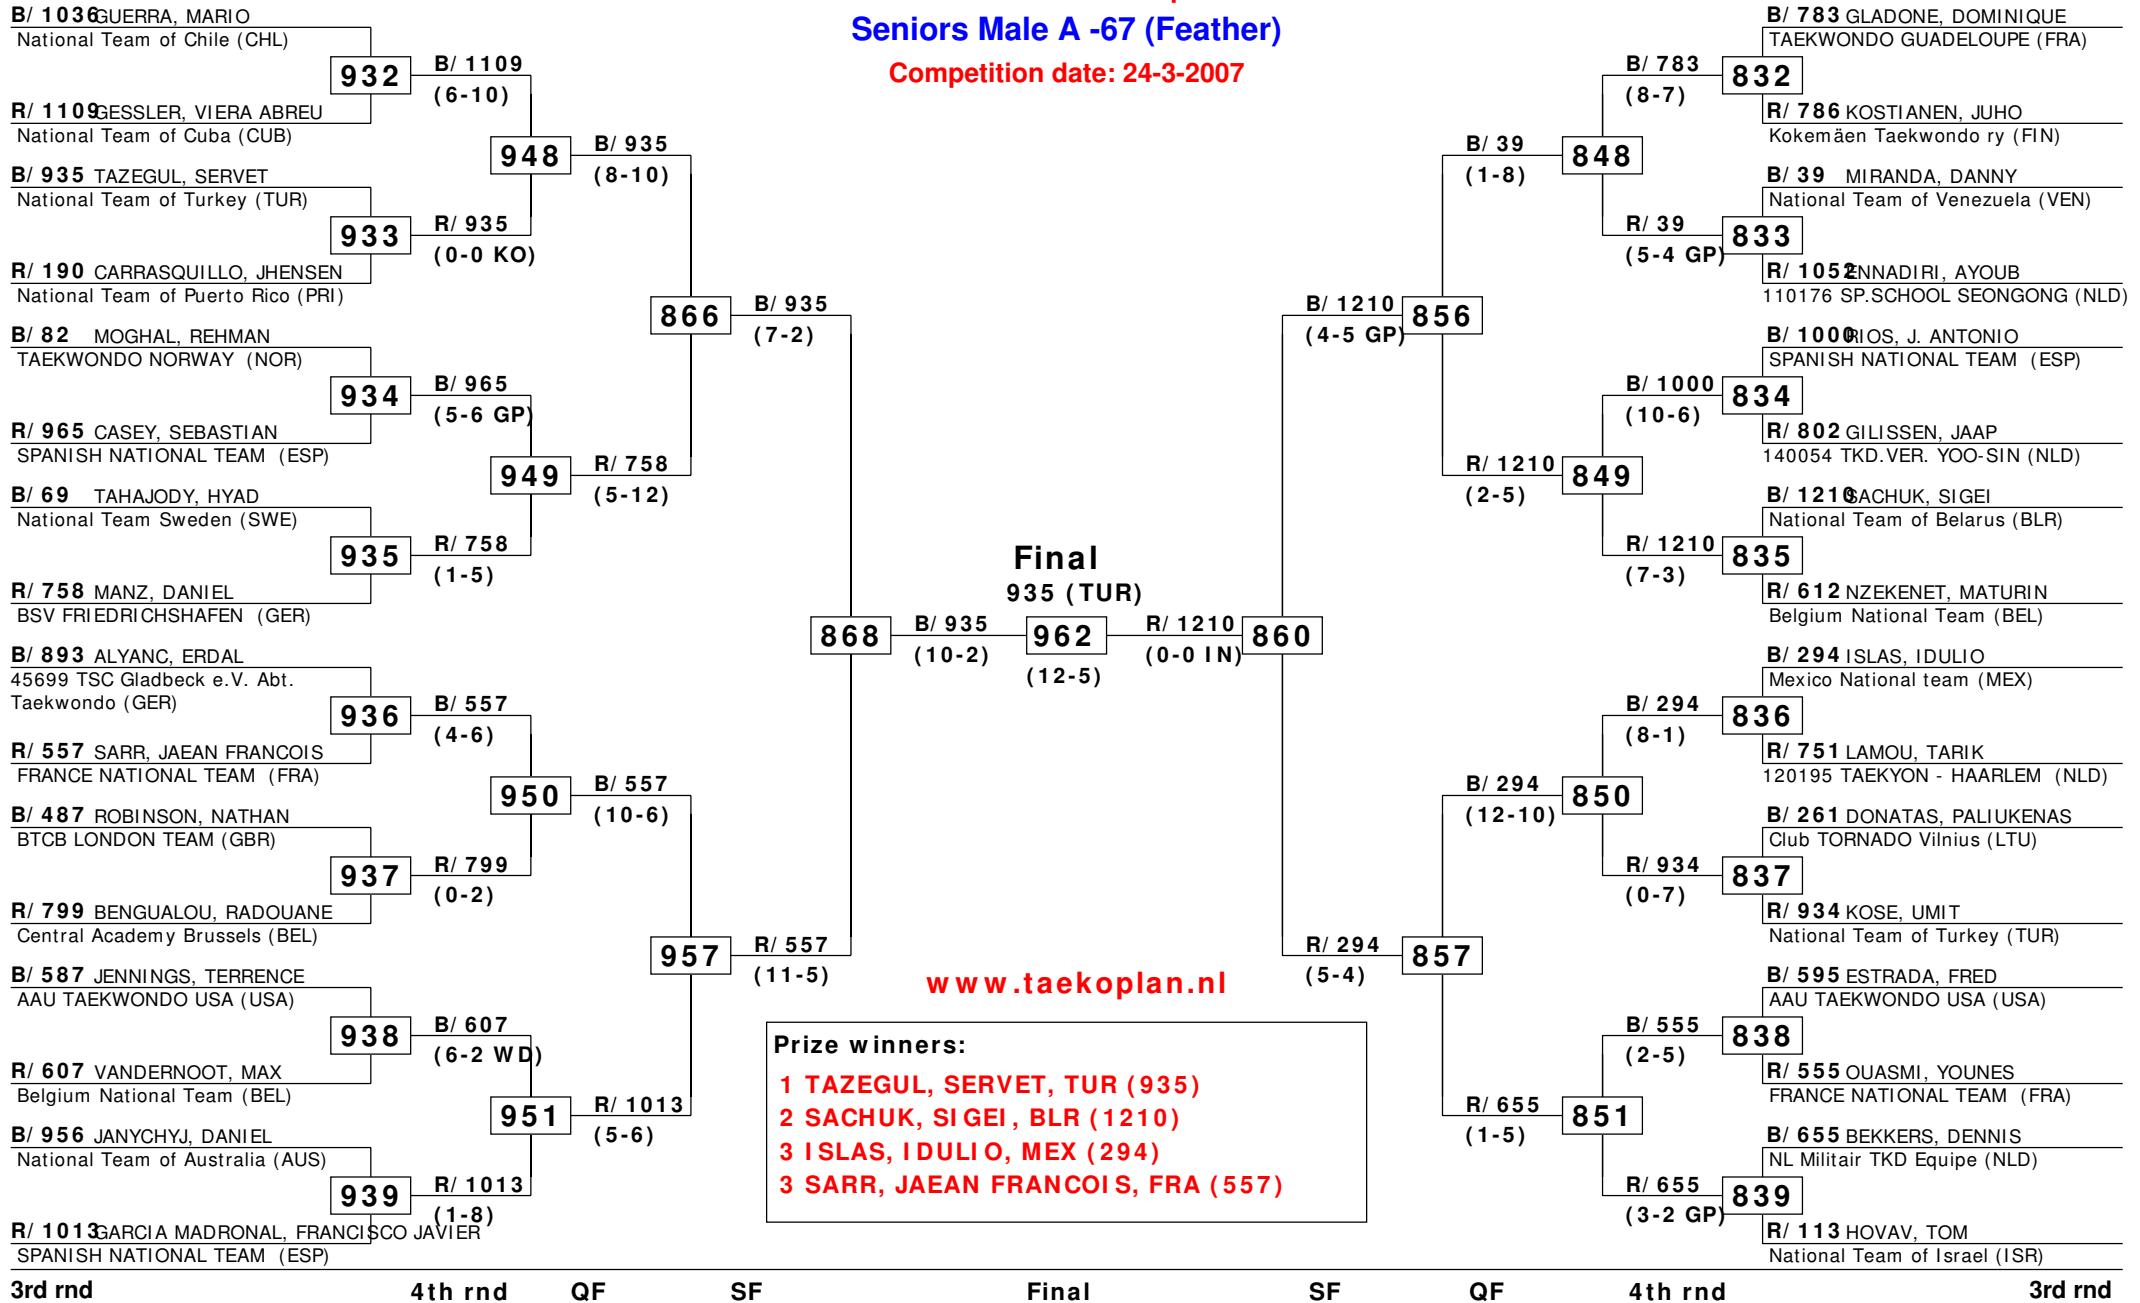 Seniors Male A -67 (Feather)
Competition date: 24-3-2007
B/ 1036 GUERRA, MARIO
National Team of Chile (CHL)
932
R/ 1109 GESSLER, VIERA ABREU
National Team of Cuba (CUB)
B/ 935 TAZEGUL, SERVET
National Team of Turkey (TUR)
933
R/ 190 CARRASQUILLO, JHENSEN
National Team of Puerto Rico (PRI)
B/ 82 MOGHAL, REHMAN
TAEKWONDO NORWAY (NOR)
934
R/ 965 CASEY, SEBASTIAN
SPANISH NATIONAL TEAM (ESP)
B/ 69 TAHAJODY, HYAD
National Team Sweden (SWE)
935
R/ 758 MANZ, DANIEL
BSV FRIEDRICHSHAFEN (GER)
B/ 893 ALYANC, ERDAL
45699 TSC Gladbeck e.V. Abt.
Taekwondo (GER)
936
R/ 557 SARR, JAEAN FRANCOIS
FRANCE NATIONAL TEAM (FRA)
B/ 487 ROBINSON, NATHAN
BTCB LONDON TEAM (GBR)
937
R/ 799 BENGUALOU, RADOUANE
Central Academy Brussels (BEL)
B/ 587 JENNINGS, TERRENCE
AAU TAEKWONDO USA (USA)
938
R/ 607 VANDERNOOT, MAX
Belgium National Team (BEL)
B/ 956 JANYCHYJ, DANIEL
National Team of Australia (AUS)
939
R/ 1013 GARCIA MADRONAL, FRANCISCO JAVIER
SPANISH NATIONAL TEAM (ESP)
B/ 1109
(6-10)
948
R/ 935
(0-0 KO)
B/ 965
(5-6 GP)
949
R/ 758
(1-5)
B/ 557
(4-6)
950
R/ 799
(0-2)
B/ 607
(6-2 WD)
951
R/ 1013
(1-8)
B/ 935
(8-10)
866
R/ 758
(5-12)
B/ 557
(10-6)
957
R/ 1013
(5-6)
B/ 935
(7-2)
868
R/ 557
(11-5)
Final
935 (TUR)
B/ 935
(10-2)
962
(12-5)
R/ 1210
(0-0 IN)
860
B/ 1210
(4-5 GP)
856
R/ 294
(5-4)
857
B/ 39
(1-8)
848
R/ 1210
(2-5)
849
B/ 294
(12-10)
850
R/ 655
(1-5)
851
B/ 783
(8-7)
R/ 39
(5-4 GP)
B/ 1000
(10-6)
R/ 1210
(7-3)
B/ 294
(8-1)
R/ 934
(0-7)
B/ 555
(2-5)
R/ 655
(3-2 GP)
B/ 783 GLADONE, DOMINIQUE
TAEKWONDO GUADELOUPE (FRA)
832
R/ 786 KOSTIANEN, JUHO
Kokemäen Taekwondo ry (FIN)
B/ 39 MIRANDA, DANNY
National Team of Venezuela (VEN)
833
R/ 1052 ENNADIRI, AYOUB
110176 SP.SCHOOL SEONGONG (NLD)
B/ 1000 RIOS, J. ANTONIO
SPANISH NATIONAL TEAM (ESP)
834
R/ 802 GILISSEN, JAAP
140054 TKD.VER. YOO-SIN (NLD)
B/ 1210 SACHUK, SIGEI
National Team of Belarus (BLR)
835
R/ 612 NZEKENET, MATURIN
Belgium National Team (BEL)
B/ 294 ISLAS, IDULIO
Mexico National team (MEX)
836
R/ 751 LAMOU, TARIK
120195 TAEKYON - HAARLEM (NLD)
B/ 261 DONATAS, PALIUKENAS
Club TORNADO Vilnius (LTU)
837
R/ 934 KOSE, UMIT
National Team of Turkey (TUR)
B/ 595 ESTRADA, FRED
AAU TAEKWONDO USA (USA)
838
R/ 555 OUASMI, YOUNES
FRANCE NATIONAL TEAM (FRA)
B/ 655 BEKKERS, DENNIS
NL Militair TKD Equipe (NLD)
839
R/ 113 HOVAV, TOM
National Team of Israel (ISR)
www.taekoplan.nl
Prize winners:
1 TAZEGUL, SERVET, TUR (935)
2 SACHUK, SIGEI, BLR (1210)
3 ISLAS, IDULIO, MEX (294)
3 SARR, JAEAN FRANCOIS, FRA (557)
3rd rnd 4th rnd QF SF Final SF QF 4th rnd 3rd rnd